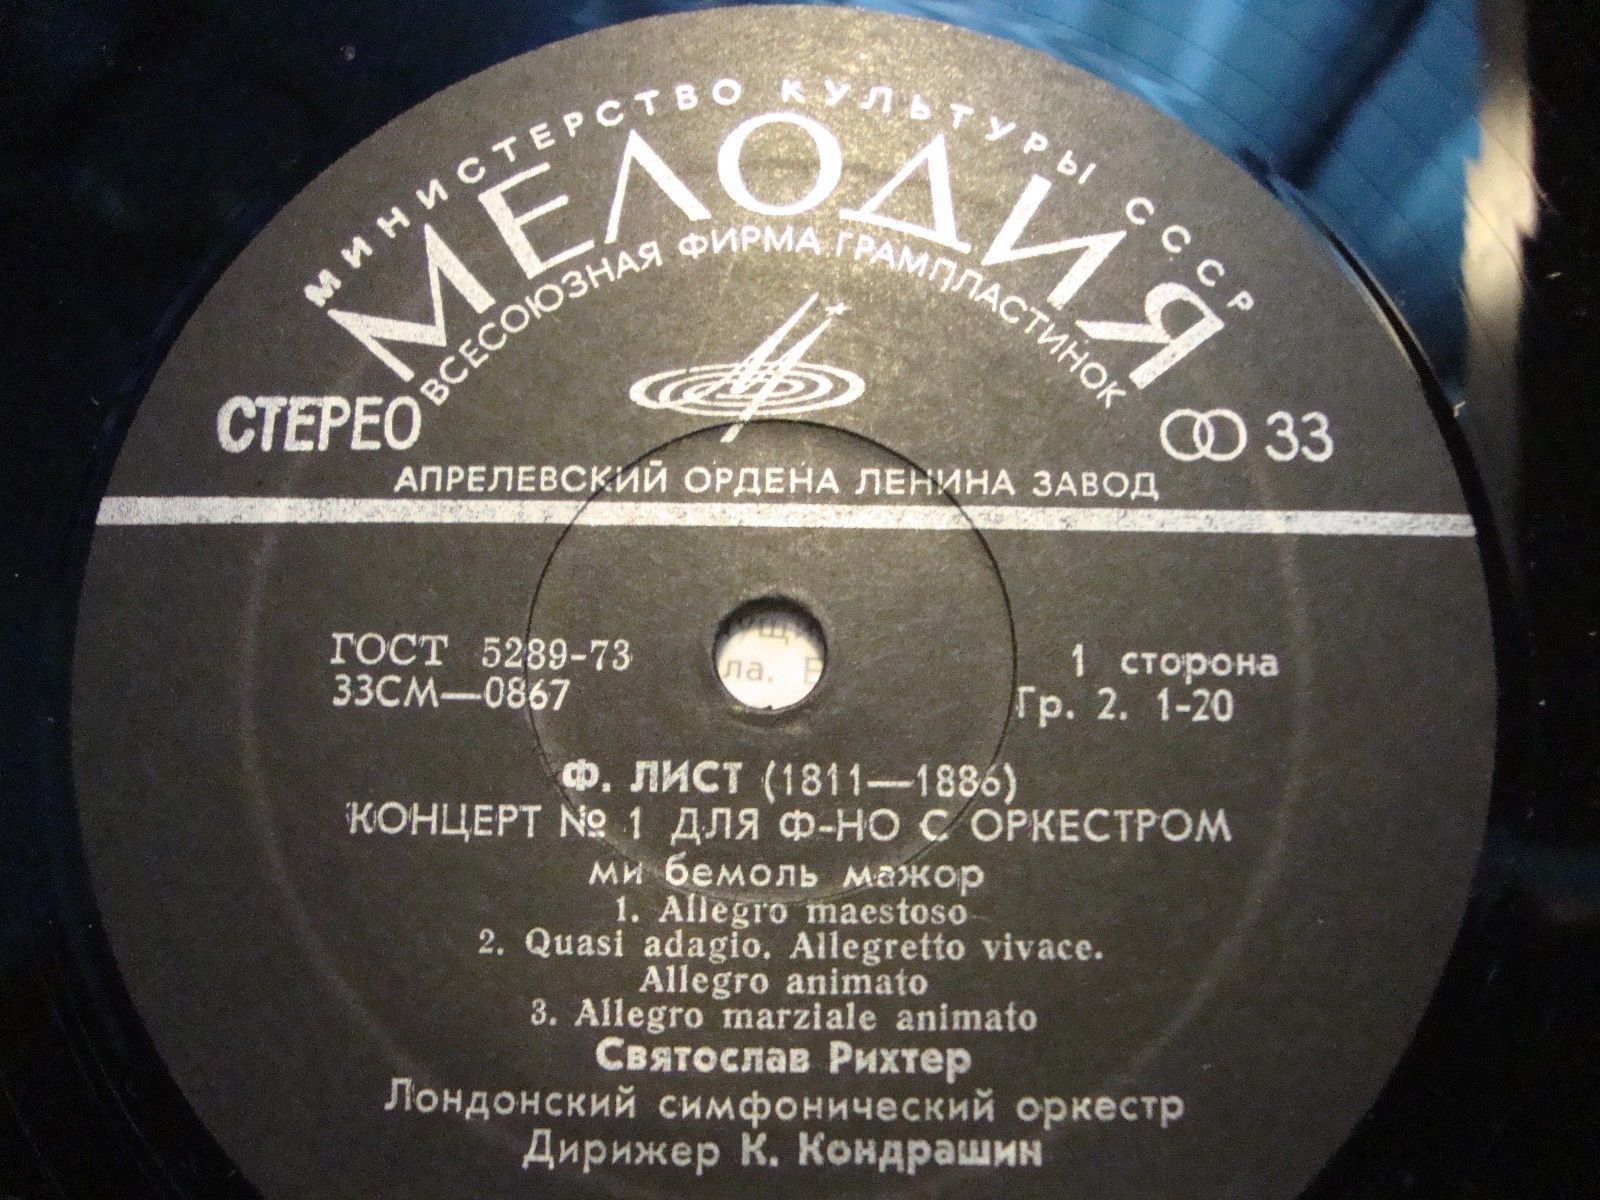 МИНИСТЕРСТВО КУЛЬТУРЫ СССР
МЕЛОДИЯ
ВСЕСОЮЗНАЯ ФИРМА ГРАМПЛАСТИНОК
СТЕРЕО
33
АПРЕЛЕВСКИЙ ОРДЕНА ЛЕНИНА ЗАВОД
ГОСТ 5289-73
33СМ—0867
1 сторона
Гр. 2. 1-20
ла.
Ф. ЛИСТ (1811—1886)
КОНЦЕРТ № 1 ДЛЯ Ф-НО С ОРКЕСТРОМ
ми бемоль мажор
1. Allegro maestoso
2. Quasi adagio. Allegretto vivace.
Allegro animato
3. Allegro marziale animato
Святослав Рихтер
Лондонский симфонический оркестр
Дирижер К. Кондрашин